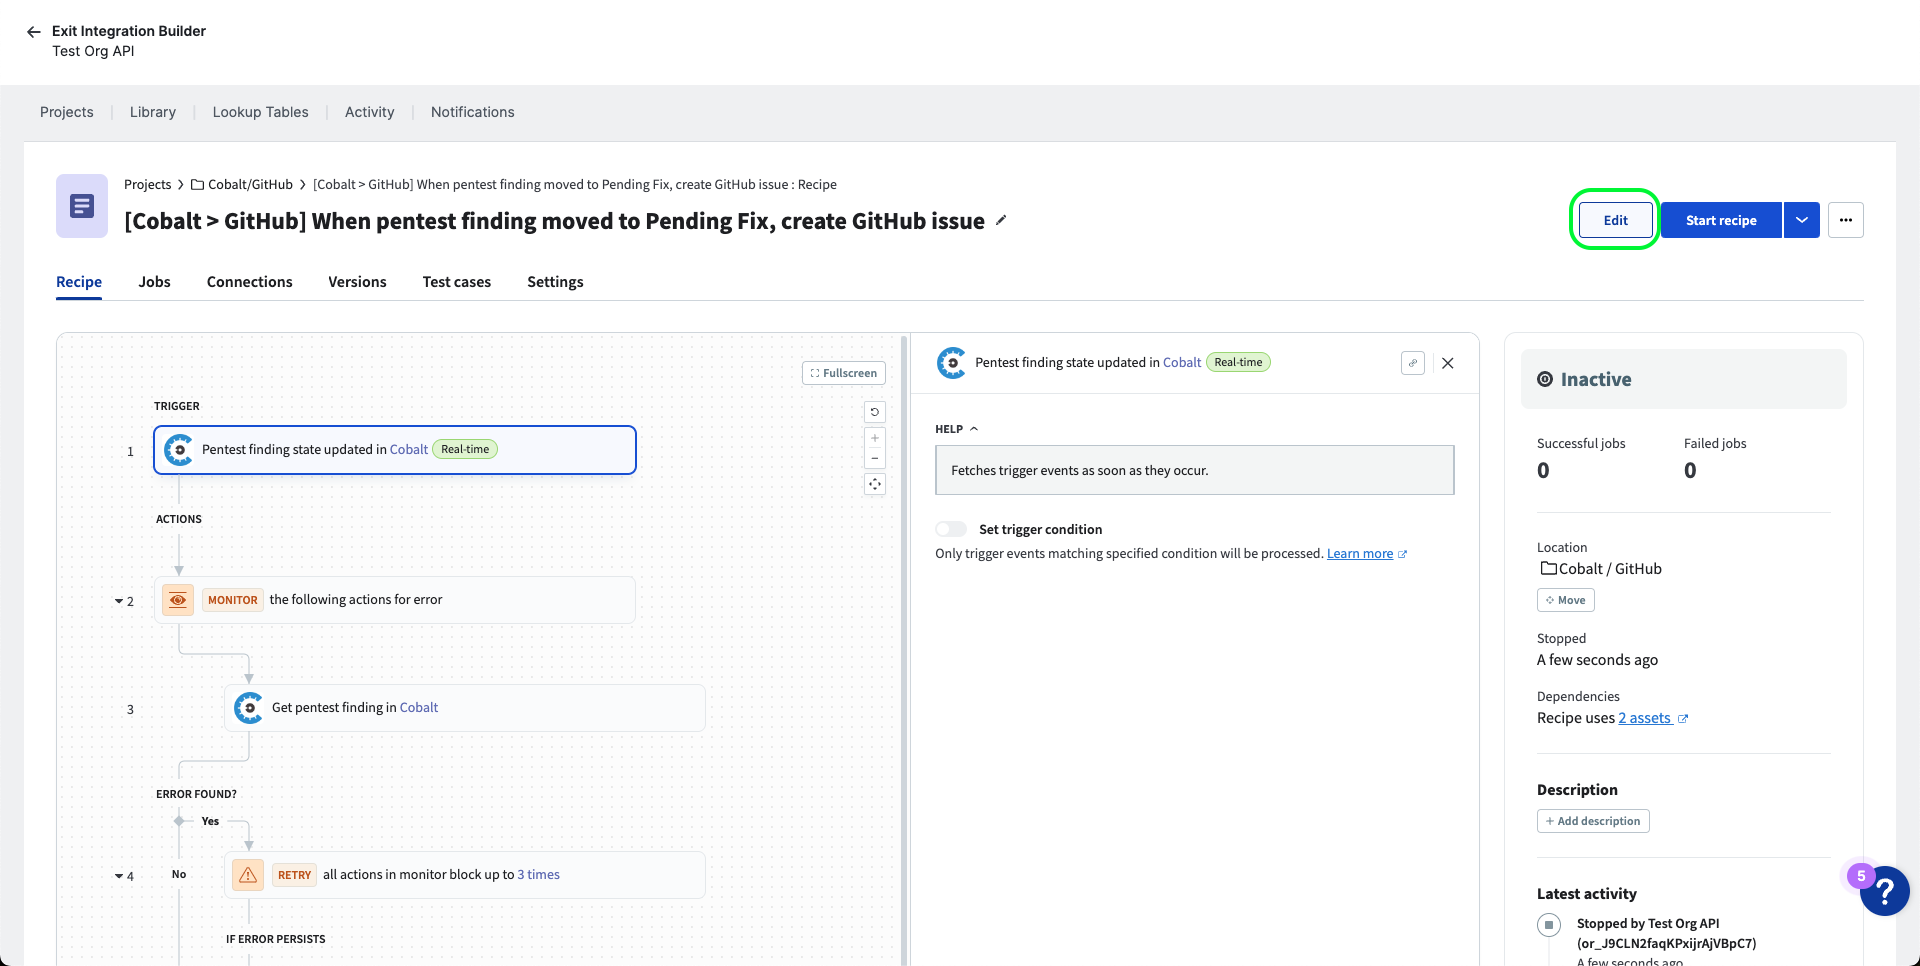 Exit Integration Builder
Test Org API
Projects
Library
Lookup Tables
Activity
Notifications
Projects > Cobalt/GitHub > [Cobalt > GitHub] When pentest finding moved to Pending Fix, create GitHub issue : Recipe
[Cobalt > GitHub] When pentest finding moved to Pending Fix, create GitHub issue
Edit
Start recipe
Recipe
Jobs
Connections
Versions
Test cases
Settings
Fullscreen
TRIGGER
1
Pentest finding state updated in Cobalt Real-time
ACTIONS
2
MONITOR the following actions for error
3
Get pentest finding in Cobalt
ERROR FOUND?
Yes
No
4
RETRY all actions in monitor block up to 3 times
IF ERROR PERSISTS
Pentest finding state updated in Cobalt Real-time
HELP
Fetches trigger events as soon as they occur.
Set trigger condition
Only trigger events matching specified condition will be processed. Learn more
Inactive
Successful jobs
0
Failed jobs
0
Location
Cobalt / GitHub
Move
Stopped
A few seconds ago
Dependencies
Recipe uses 2 assets
Description
+ Add description
Latest activity
Stopped by Test Org API
(or_J9CLN2faqKPxijrAjVBpC7)
A few seconds ago
5
?